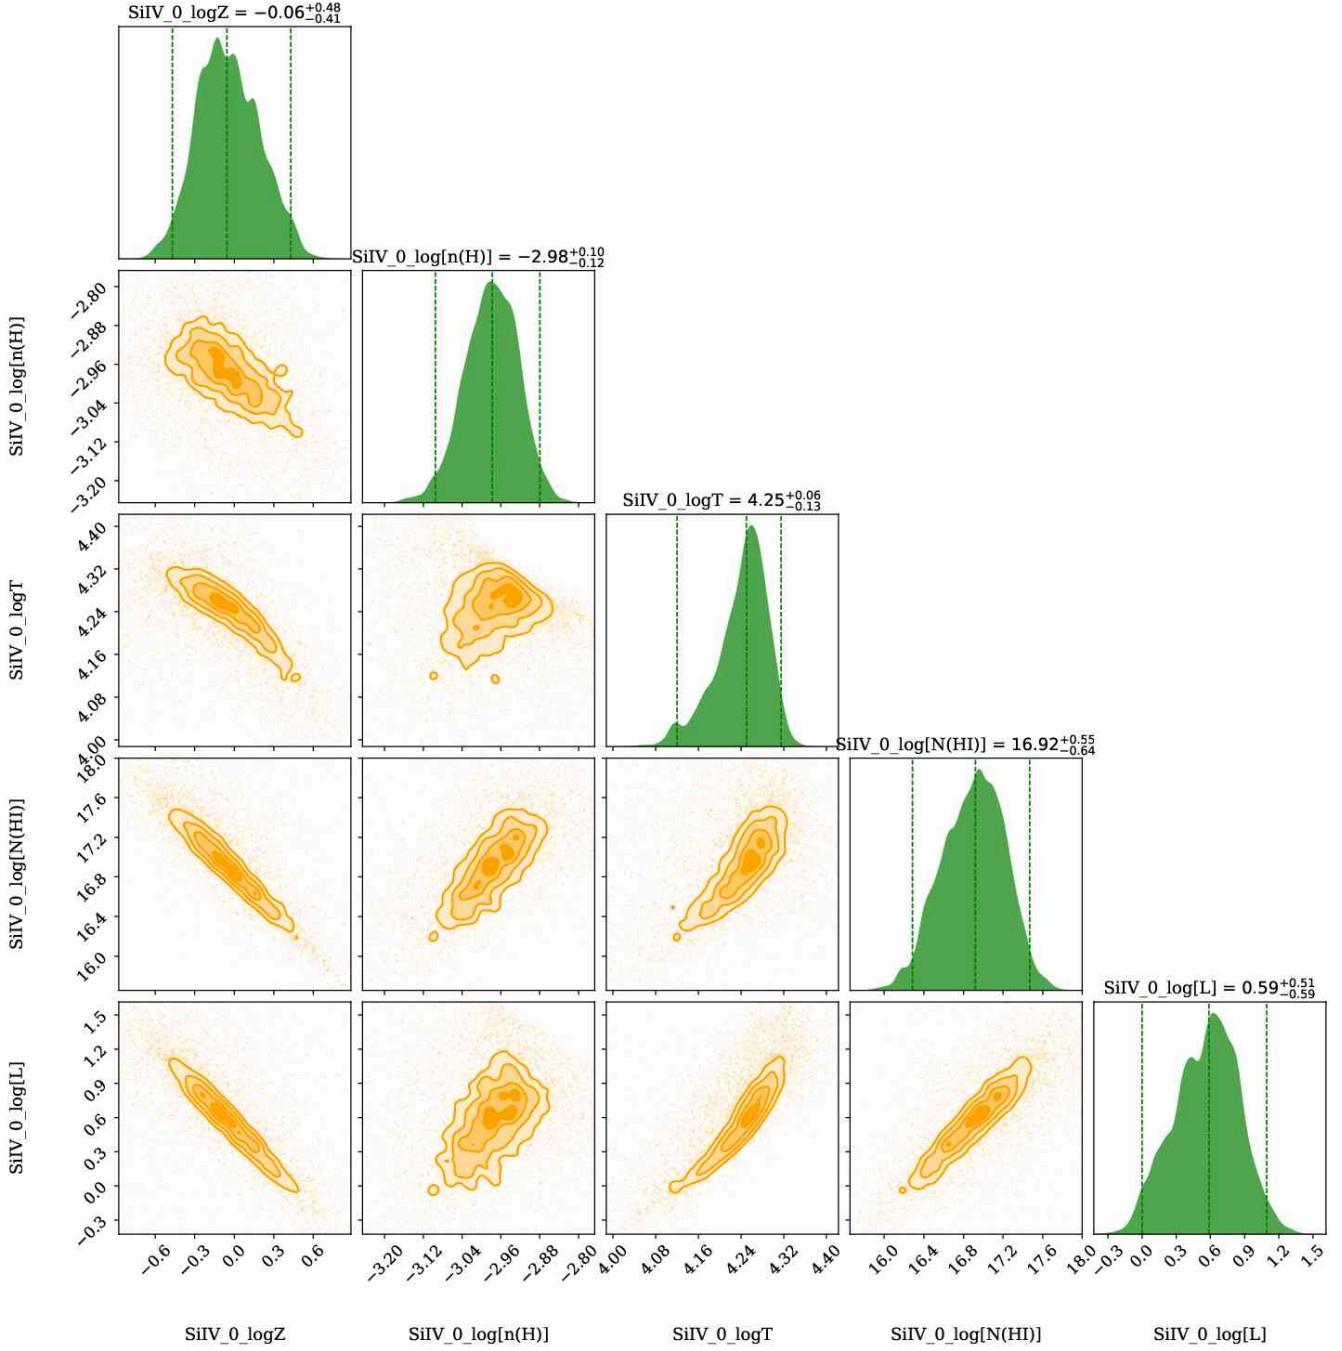 SiIV_0_logZ = −0.06+0.48−0.41
SiIV_0_log[n(H)] = −2.98+0.10−0.12
SiIV_0_log[n(H)]
−2.80
−2.88
−2.96
−3.04
−3.12
−3.20
SiIV_0_logT = 4.25+0.06−0.13
SiIV_0_logT
4.40
4.32
4.24
4.16
4.08
4.00
SiIV_0_log[N(HI)] = 16.92+0.55−0.64
SiIV_0_log[N(HI)]
18.0
17.6
17.2
16.8
16.4
16.0
SiIV_0_log[L] = 0.59+0.51−0.59
SiIV_0_log[L]
1.5
1.2
0.9
0.6
0.3
0.0
−0.3
−0.6 −0.3 0.0 0.3 0.6
−3.20 −3.12 −3.04 −2.96 −2.88 −2.80
4.00 4.08 4.16 4.24 4.32 4.40
16.0 16.4 16.8 17.2 17.6 18.0
−0.3 0.0 0.3 0.6 0.9 1.2 1.5
SiIV_0_logZ
SiIV_0_log[n(H)]
SiIV_0_logT
SiIV_0_log[N(HI)]
SiIV_0_log[L]